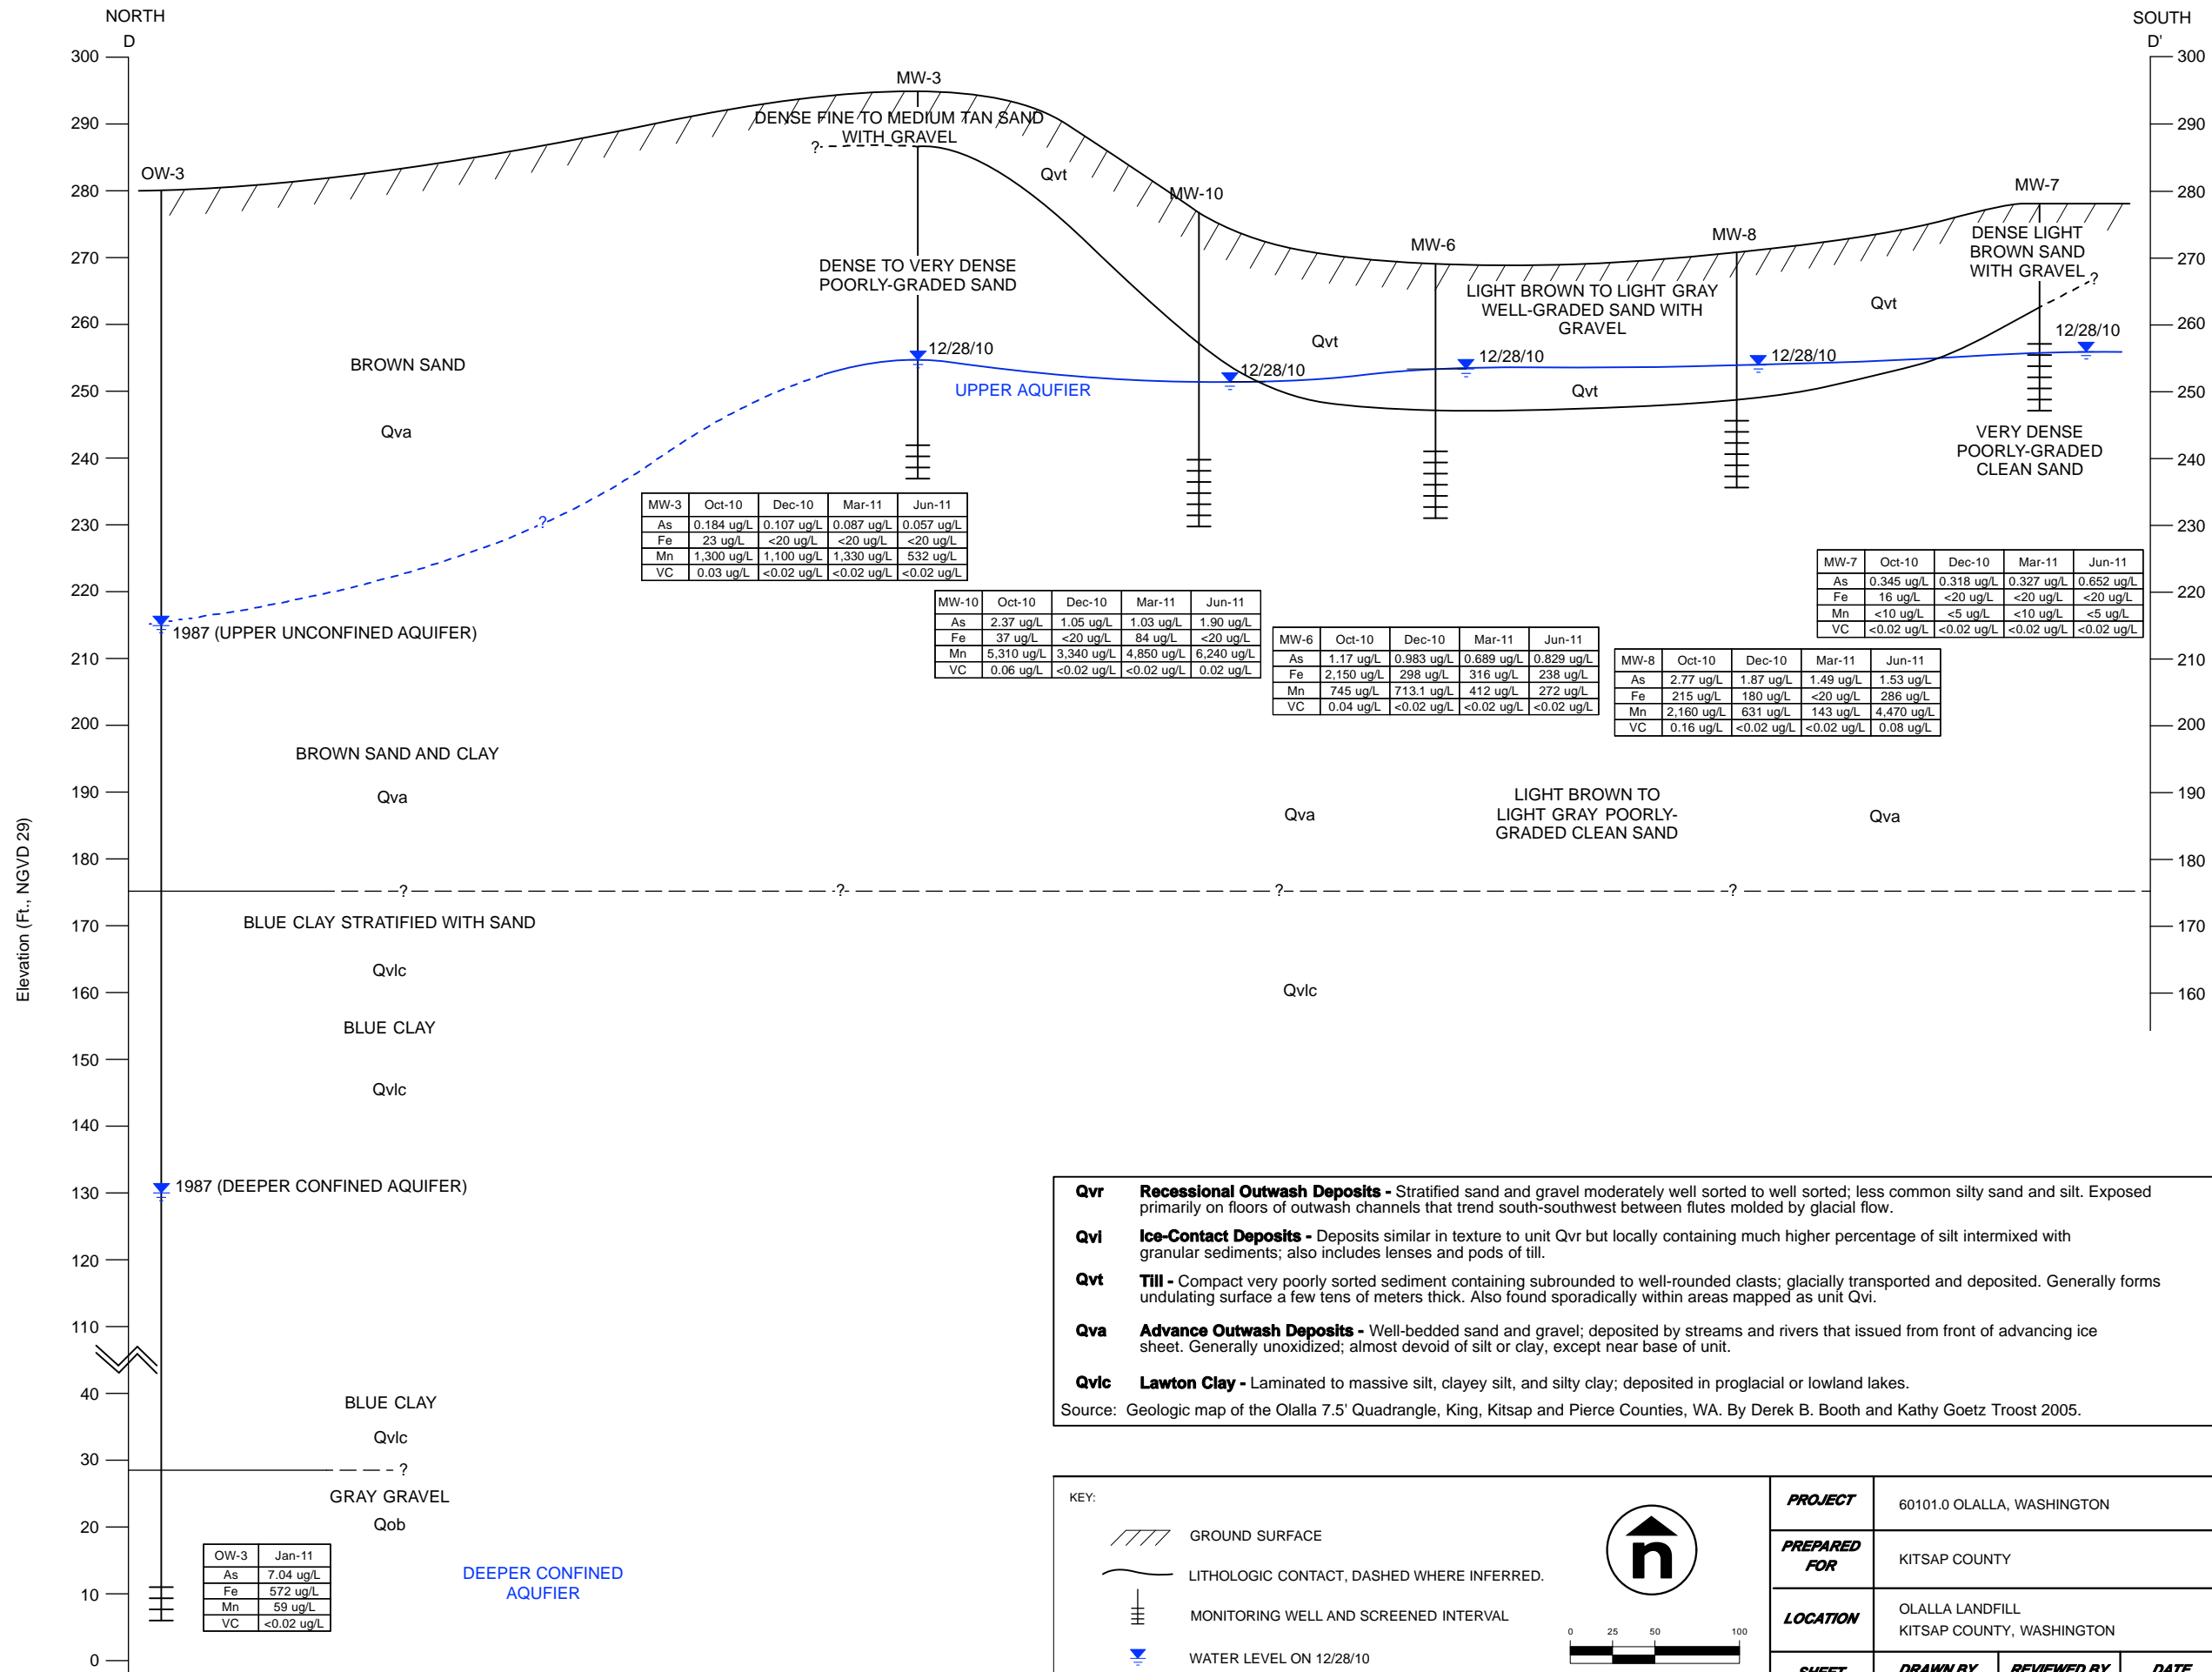 NORTH
D
SOUTH
D'
300
290
280
270
260
250
240
230
220
210
200
190
180
170
160
150
140
130
120
110
40
30
20
10
0
Elevation (Ft., NGVD 29)
300
290
280
270
260
250
240
230
220
210
200
190
180
170
160
OW-3
MW-3
MW-10
MW-6
MW-8
MW-7
DENSE FINE TO MEDIUM TAN SAND
WITH GRAVEL
?
Qvt
DENSE TO VERY DENSE
POORLY-GRADED SAND
LIGHT BROWN TO LIGHT GRAY
WELL-GRADED SAND WITH
GRAVEL
Qvt
Qvt
Qvt
DENSE LIGHT
BROWN SAND
WITH GRAVEL
?
12/28/10
12/28/10
12/28/10
12/28/10
12/28/10
UPPER AQUFIER
BROWN SAND
Qva
VERY DENSE
POORLY-GRADED
CLEAN SAND
?
1987 (UPPER UNCONFINED AQUIFER)
MW-3 Oct-10 Dec-10 Mar-11 Jun-11
As 0.184 ug/L 0.107 ug/L 0.087 ug/L 0.057 ug/L
Fe 23 ug/L <20 ug/L <20 ug/L <20 ug/L
Mn 1,300 ug/L 1,100 ug/L 1,330 ug/L 532 ug/L
VC 0.03 ug/L <0.02 ug/L <0.02 ug/L <0.02 ug/L
MW-10 Oct-10 Dec-10 Mar-11 Jun-11
As 2.37 ug/L 1.05 ug/L 1.03 ug/L 1.90 ug/L
Fe 37 ug/L <20 ug/L 84 ug/L <20 ug/L
Mn 5,310 ug/L 3,340 ug/L 4,850 ug/L 6,240 ug/L
VC 0.06 ug/L <0.02 ug/L <0.02 ug/L 0.02 ug/L
MW-6 Oct-10 Dec-10 Mar-11 Jun-11
As 1.17 ug/L 0.983 ug/L 0.689 ug/L 0.829 ug/L
Fe 2,150 ug/L 298 ug/L 316 ug/L 238 ug/L
Mn 745 ug/L 713.1 ug/L 412 ug/L 272 ug/L
VC 0.04 ug/L <0.02 ug/L <0.02 ug/L <0.02 ug/L
MW-8 Oct-10 Dec-10 Mar-11 Jun-11
As 2.77 ug/L 1.87 ug/L 1.49 ug/L 1.53 ug/L
Fe 215 ug/L 180 ug/L <20 ug/L 286 ug/L
Mn 2,160 ug/L 631 ug/L 143 ug/L 4,470 ug/L
VC 0.16 ug/L <0.02 ug/L <0.02 ug/L 0.08 ug/L
MW-7 Oct-10 Dec-10 Mar-11 Jun-11
As 0.345 ug/L 0.318 ug/L 0.327 ug/L 0.652 ug/L
Fe 16 ug/L <20 ug/L <20 ug/L <20 ug/L
Mn <10 ug/L <5 ug/L <10 ug/L <5 ug/L
VC <0.02 ug/L <0.02 ug/L <0.02 ug/L <0.02 ug/L
BROWN SAND AND CLAY
Qva
Qva
LIGHT BROWN TO
LIGHT GRAY POORLY-
GRADED CLEAN SAND
Qva
? ? ? ?
BLUE CLAY STRATIFIED WITH SAND
Qvlc
Qvlc
BLUE CLAY
Qvlc
1987 (DEEPER CONFINED AQUIFER)
BLUE CLAY
Qvlc
?
GRAY GRAVEL
Qob
DEEPER CONFINED
AQUFIER
OW-3 Jan-11
As 7.04 ug/L
Fe 572 ug/L
Mn 59 ug/L
VC <0.02 ug/L
Qvr Recessional Outwash Deposits - Stratified sand and gravel moderately well sorted to well sorted; less common silty sand and silt. Exposed
primarily on floors of outwash channels that trend south-southwest between flutes molded by glacial flow.
Qvi Ice-Contact Deposits - Deposits similar in texture to unit Qvr but locally containing much higher percentage of silt intermixed with
granular sediments; also includes lenses and pods of till.
Qvt Till - Compact very poorly sorted sediment containing subrounded to well-rounded clasts; glacially transported and deposited. Generally forms
undulating surface a few tens of meters thick. Also found sporadically within areas mapped as unit Qvi.
Qva Advance Outwash Deposits - Well-bedded sand and gravel; deposited by streams and rivers that issued from front of advancing ice
sheet. Generally unoxidized; almost devoid of silt or clay, except near base of unit.
Qvlc Lawton Clay - Laminated to massive silt, clayey silt, and silty clay; deposited in proglacial or lowland lakes.
Source: Geologic map of the Olalla 7.5' Quadrangle, King, Kitsap and Pierce Counties, WA. By Derek B. Booth and Kathy Goetz Troost 2005.
KEY:
GROUND SURFACE
LITHOLOGIC CONTACT, DASHED WHERE INFERRED.
MONITORING WELL AND SCREENED INTERVAL
WATER LEVEL ON 12/28/10
n
0 25 50 100
PROJECT 60101.0 OLALLA, WASHINGTON
PREPARED
FOR
KITSAP COUNTY
LOCATION
OLALLA LANDFILL
KITSAP COUNTY, WASHINGTON
SHEET DRAWN BY REVIEWED BY DATE